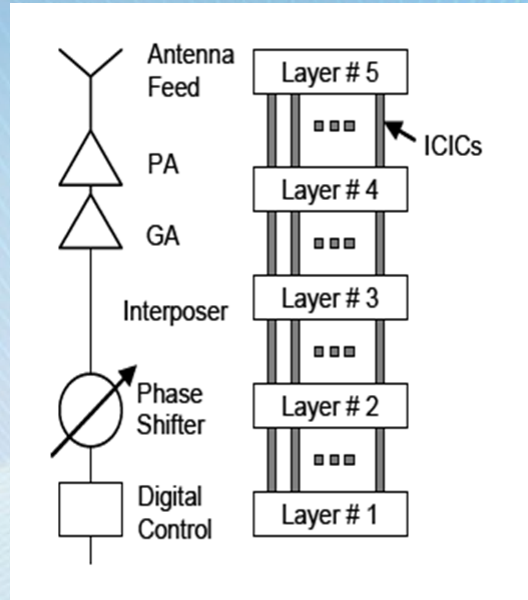 Antenna
Feed
PA
GA
Interposer
Phase
Shifter
Digital
Control
Layer # 5
ICICs
Layer # 4
Layer # 3
Layer # 2
Layer # 1